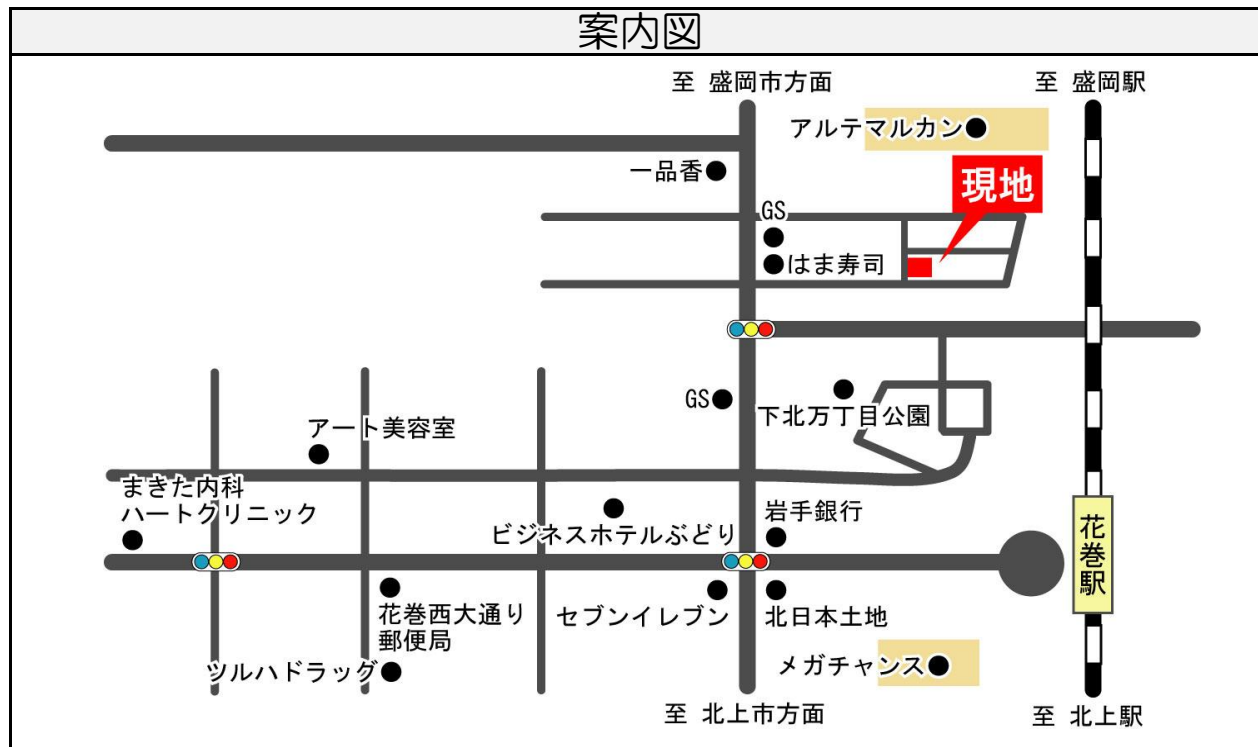 案内図
至 盛岡市方面
至 盛岡駅
アルテマルカン
一品香
現地
GS
はま寿司
GS
下北万丁目公園
アート美容室
まきた内科
ハートクリニック
ビジネスホテルぶどり
岩手銀行
花巻駅
花巻西大通り
郵便局
セブンイレブン
北日本土地
ツルハドラッグ
メガチャンス
至 北上市方面
至 北上駅